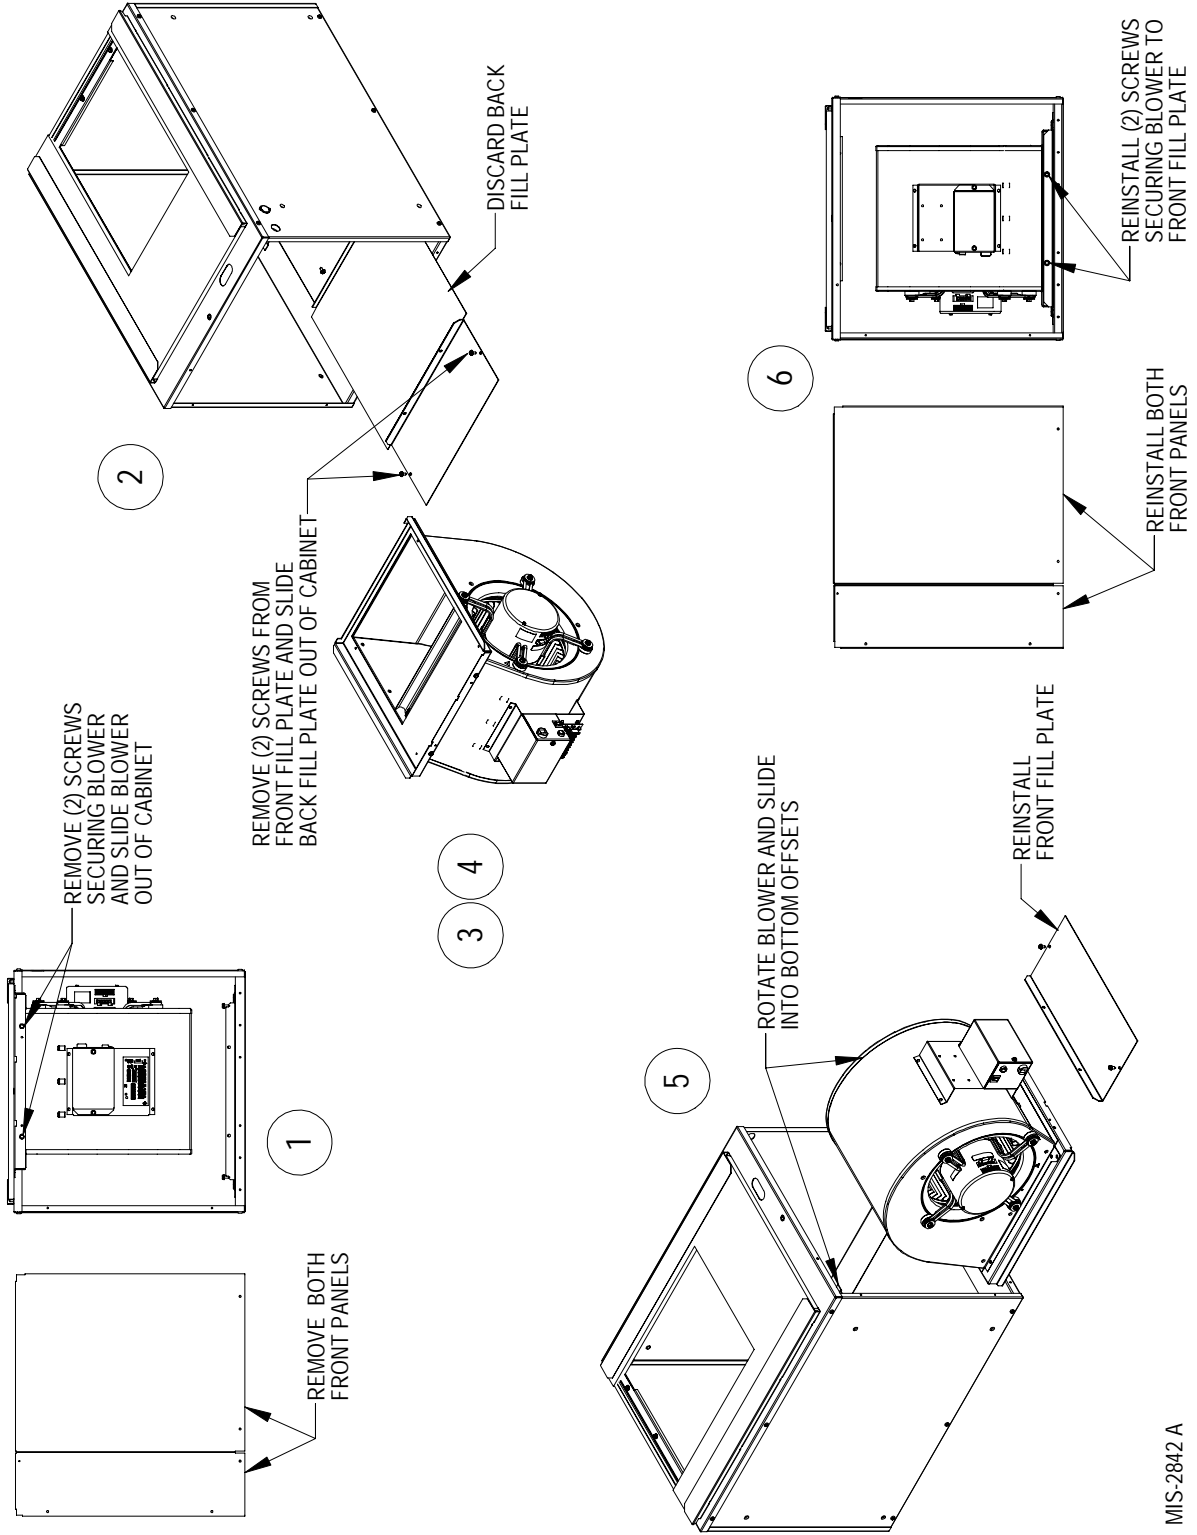 REMOVE  BOTH
FRONT PANELS
1
REMOVE (2) SCREWS
SECURING BLOWER
AND SLIDE BLOWER
OUT OF CABINET
2
REMOVE (2) SCREWS FROM
FRONT FILL PLATE AND SLIDE
BACK FILL PLATE OUT OF CABINET
DISCARD BACK
FILL PLATE
3
4
5
ROTATE BLOWER AND SLIDE
INTO BOTTOM OFFSETS
REINSTALL
FRONT FILL PLATE
6
REINSTALL BOTH
FRONT PANELS
REINSTALL (2) SCREWS
SECURING BLOWER TO
FRONT FILL PLATE
MIS-2842 A